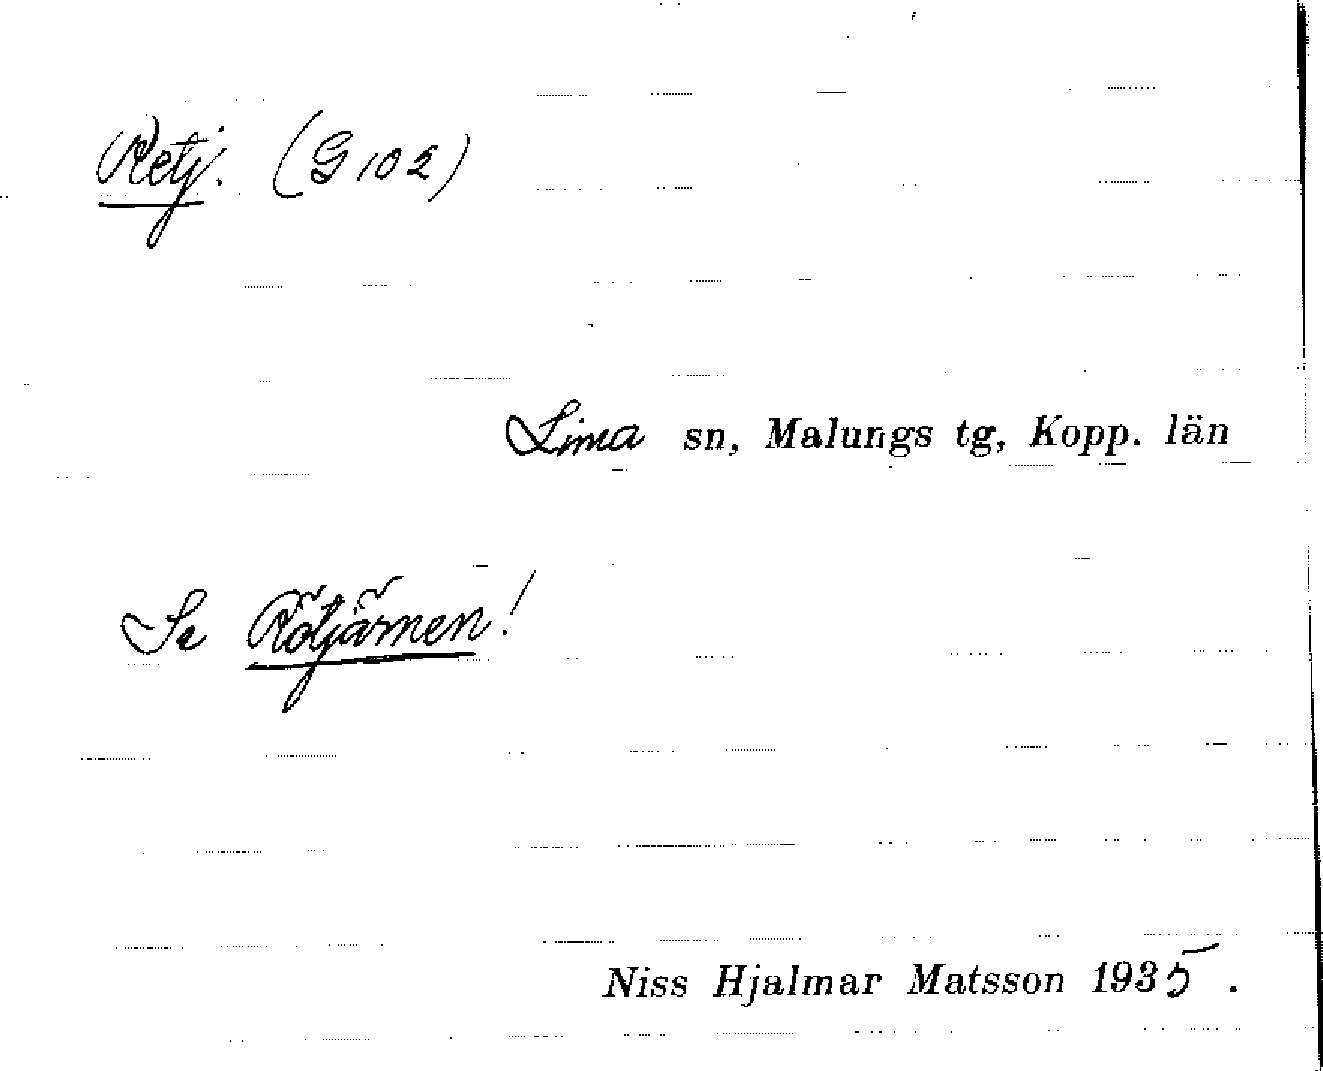 Retj. (G 102)
Lima sn, Malungs tg, Kopp. län
Se Rötjärnen!
Niss Hjalmar Matsson 1935.